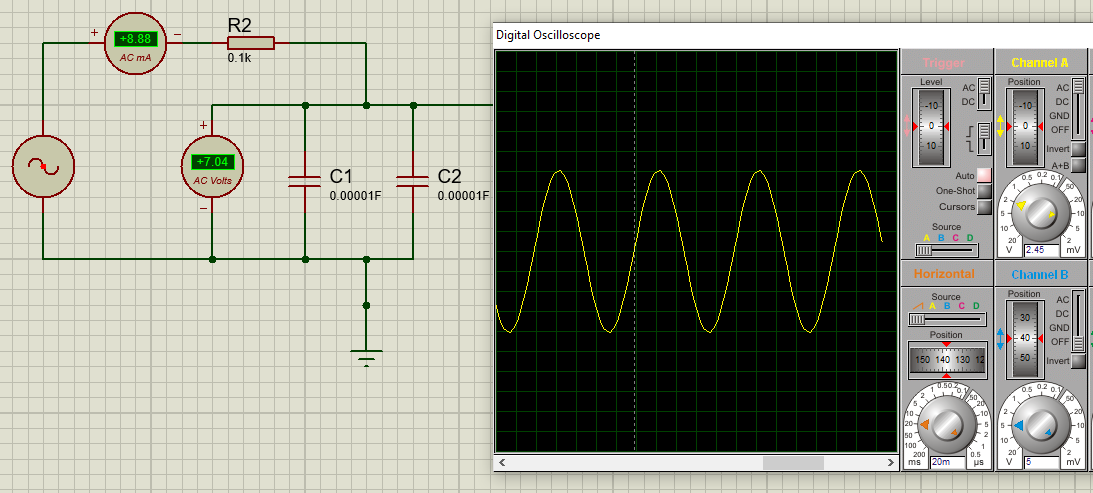 Digital Oscilloscope
R2
0.1k
+ +8.88 −
AC mA
+
+7.04
AC Volts
−
C1
0.00001F
C2
0.00001F
Trigger
Level
AC
DC
-10
0
10
Auto
One-Shot
Cursors
Source
A B C D
Channel A
Position
AC
DC
GND
OFF
-10
0
10
Invert
A+B
20 10 5 2 1 0.5 0.2 0.1 50 20 10 5 2
V 2.45 mV
Horizontal
Source
A B C D
Position
150 140 130 12
200 100 50 20 10 5 2 1 0.5 0.2 0.1 50 20 10 5 2 1 0.5
ms 20m µs
Channel B
Position
AC
DC
GND
OFF
30
40
50
Invert
20 10 5 2 1 0.5 0.2 0.1 50 20 10 5 2
V 5 mV